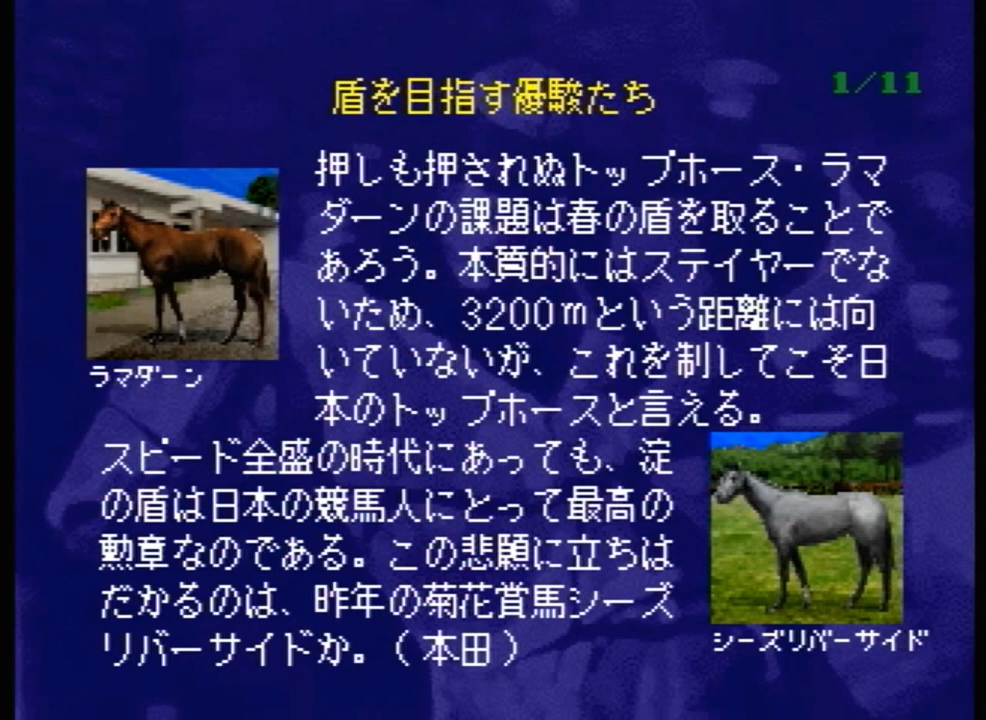 1/11
盾を目指す優駿たち
押しも押されぬトップホース・ラマ
ダーンの課題は春の盾を取ることで
あろう。本質的にはステイヤーでな
いため、3200mという距離には向
いていないが、これを制してこそ日
本のトップホースと言える。
ラマダーン
スピード全盛の時代にあっても、淀
の盾は日本の競馬人にとって最高の
勲章なのである。この悲願に立ちは
だかるのは、昨年の菊花賞馬シーズ
リバーサイドか。（本田）
シーズリバーサイド